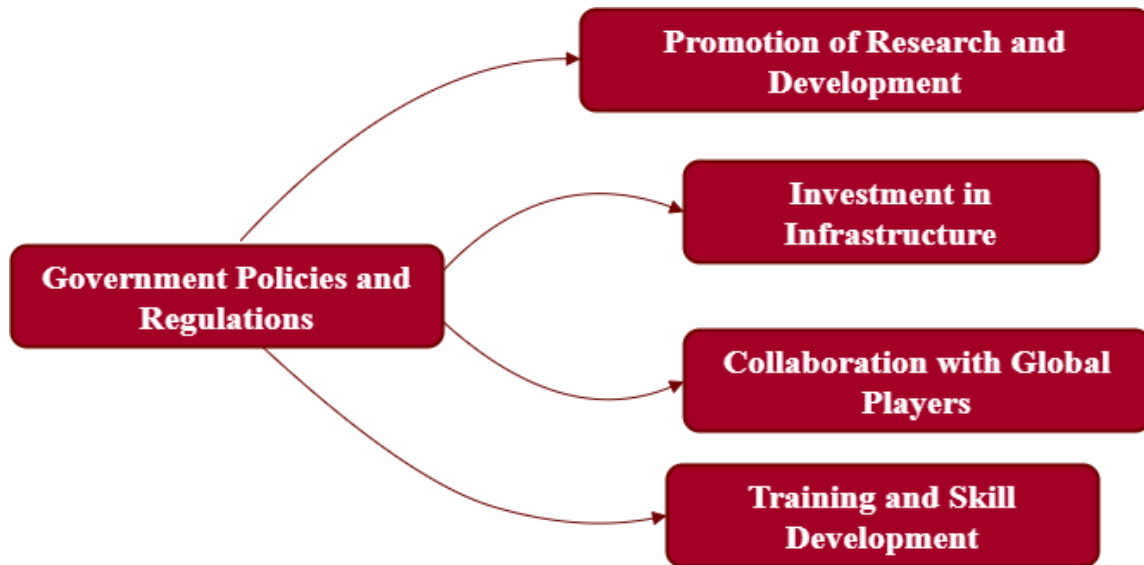 Promotion of Research and
Development
Investment in
Infrastructure
Government Policies and
Regulations
Collaboration with Global
Players
Training and Skill
Development